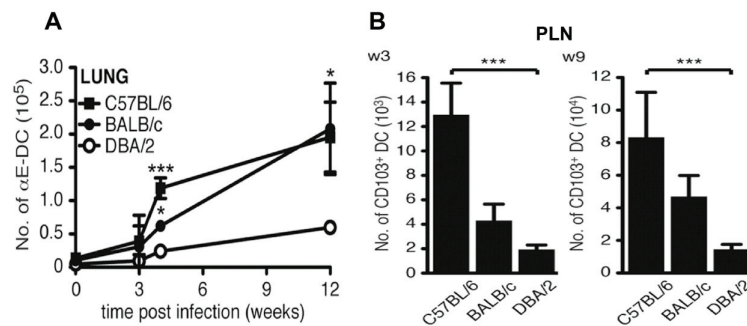 A
LUNG
C57BL/6
BALB/c
DBA/2
No. of αE-DC (10⁵)
3.0
2.5
2.0
1.5
1.0
0.5
0
***
*
*
0 3 6 9 12
time post infection (weeks)
B
PLN
w3
***
No. of CD103⁺ DC (10³)
16
14
12
10
8
6
4
2
0
C57BL/6 BALB/c DBA/2
w9
***
No. of CD103⁺ DC (10⁴)
12
10
8
6
4
2
0
C57BL/6 BALB/c DBA/2